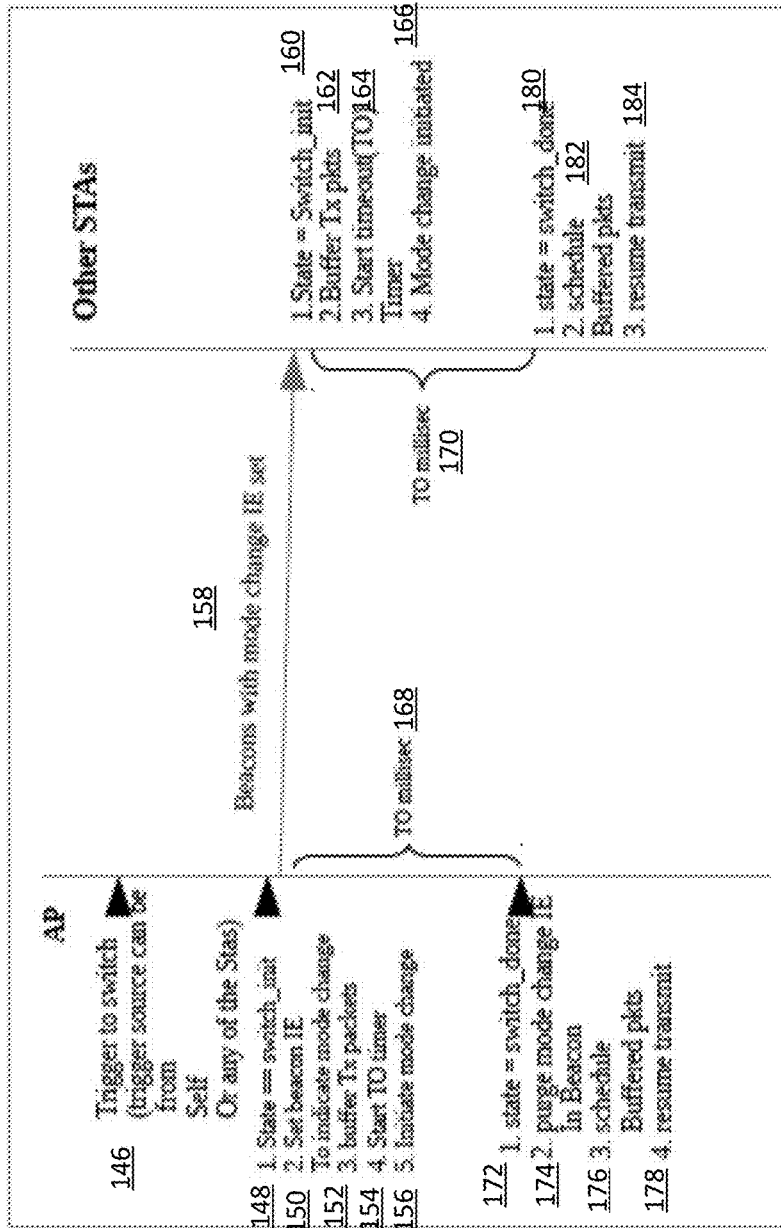 AP
Other STAs
Trigger to switch
(trigger source can be
from
Self
Or any of the Stas)
146
148 1. State == switch_init
150 2. Set beacon IE
To indicate mode change
152 3. buffer Tx packets
154 4. Start TO timer
156 5. Initiate mode change
158
Beacons with mode change IE set
1.State = Switch_init 160
2.Buffer Tx pkts 162
3. Start timeout(TO) 164
Timer
4. Mode change initiated 166
TO millisec 168
TO millisec
170
172 1. state = switch_done
174 2. purge mode change IE
in Beacon
176 3. schedule
Buffered pkts
178 4. resume transmit
1. state = switch_done 180
2. schedule 182
Buffered pkts
3. resume transmit 184